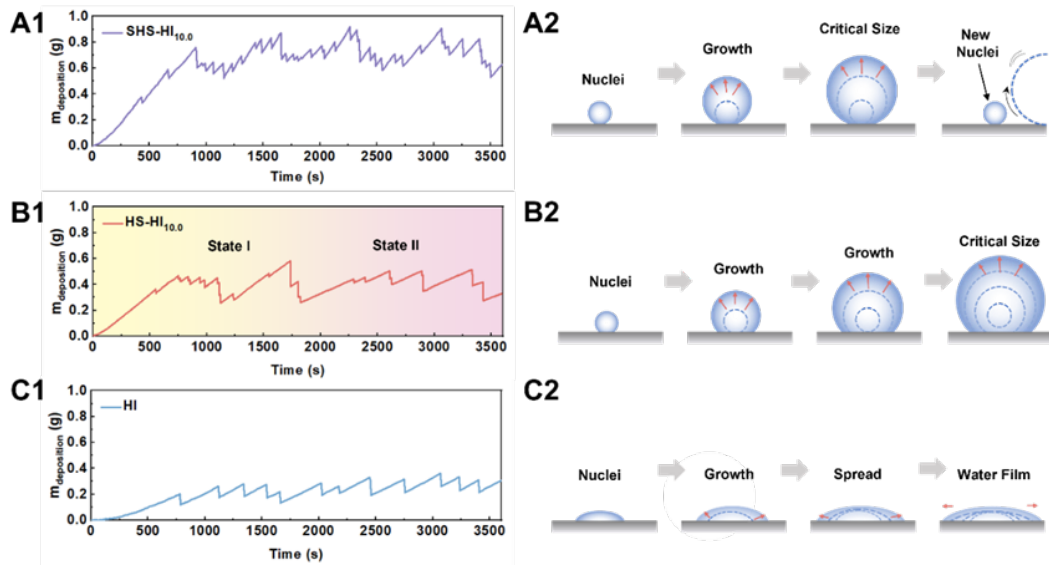 A1
SHS-HI10.0
m_deposition (g)
1.0
0.8
0.6
0.4
0.2
0.0
0 500 1000 1500 2000 2500 3000 3500
Time (s)
A2
Nuclei
Growth
Critical Size
New
Nuclei
B1
HS-HI10.0
State I
State II
m_deposition (g)
1.0
0.8
0.6
0.4
0.2
0.0
0 500 1000 1500 2000 2500 3000 3500
Time (s)
B2
Nuclei
Growth
Growth
Critical Size
C1
HI
m_deposition (g)
1.0
0.8
0.6
0.4
0.2
0.0
0 500 1000 1500 2000 2500 3000 3500
Time (s)
C2
Nuclei
Growth
Spread
Water Film